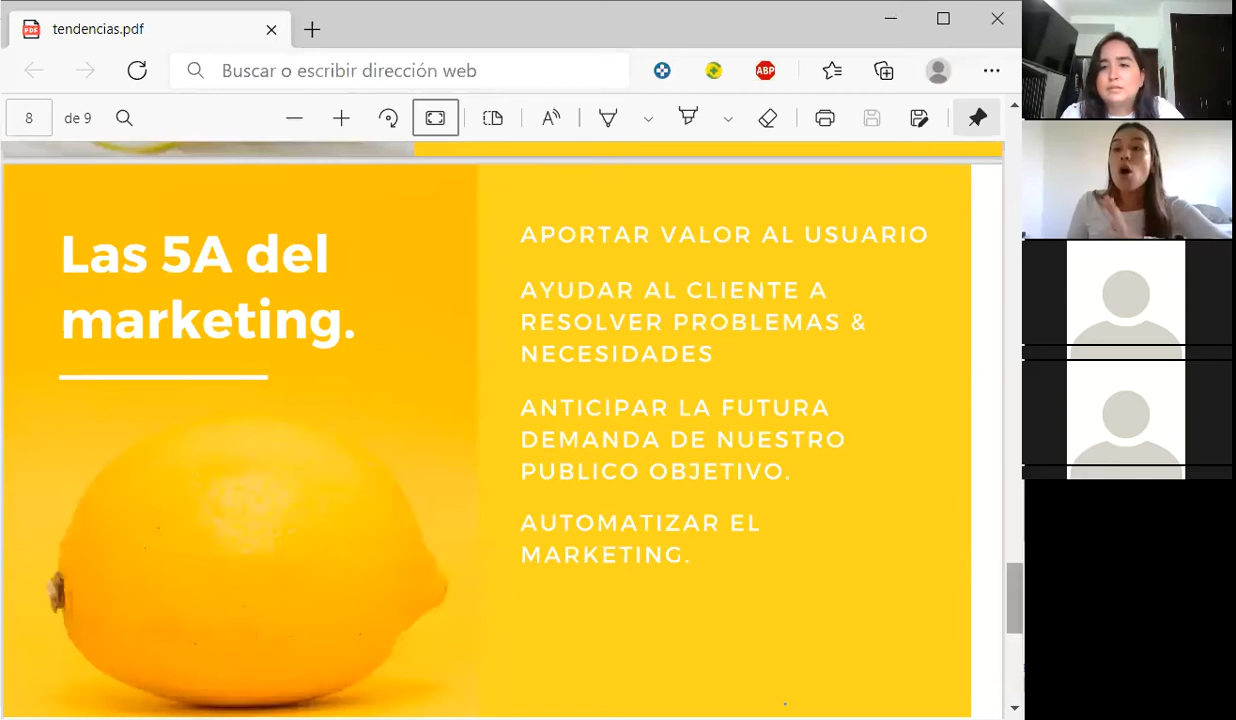 tendencias.pdf
Buscar o escribir dirección web
ABP
8 de 9
Las 5A del
marketing.
APORTAR VALOR AL USUARIO
AYUDAR AL CLIENTE A
RESOLVER PROBLEMAS &
NECESIDADES
ANTICIPAR LA FUTURA
DEMANDA DE NUESTRO
PUBLICO OBJETIVO.
AUTOMATIZAR EL
MARKETING.